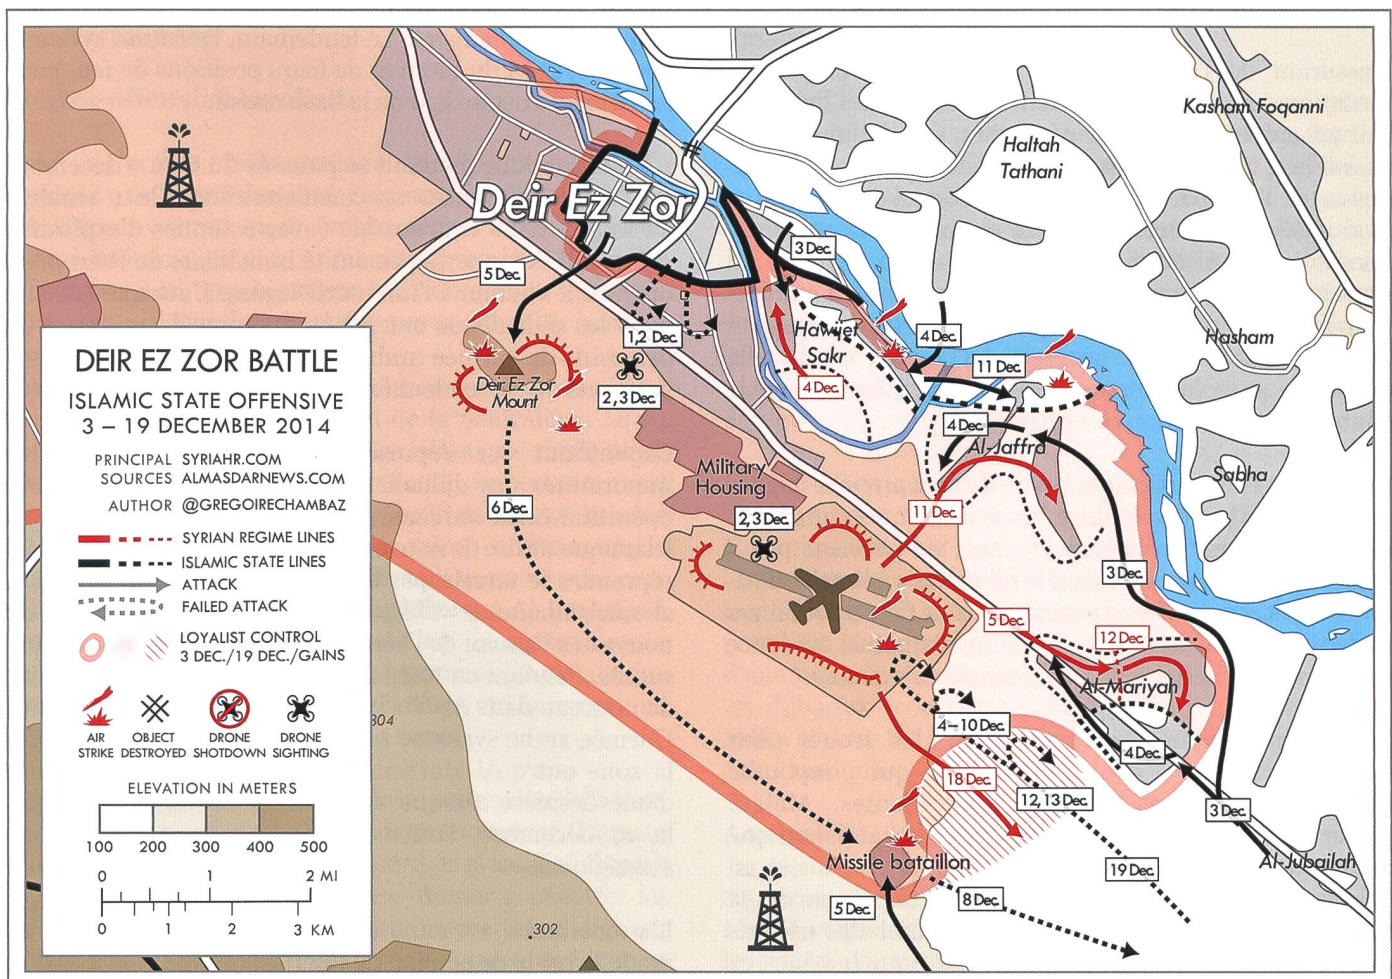 Kasham Foqanni
Haltah
Tathani
Deir Ez Zor
3 Dec.
5 Dec.
1,2 Dec.
Hawijet
Sakr
4 Dec.
Hasham
11 Dec.
Deir Ez Zor
Mount
2,3 Dec.
4 Dec.
4 Dec.
Al-Jaffra
Military
Housing
Sabha
6 Dec.
11 Dec.
2,3 Dec.
3 Dec.
5 Dec.
12 Dec.
Al-Mariyah
4–10 Dec.
4 Dec.
18 Dec.
12,13 Dec.
3 Dec.
Missile bataillon
19 Dec.
Al-Jubailah
8 Dec.
5 Dec.
304
.302
DEIR EZ ZOR BATTLE
ISLAMIC STATE OFFENSIVE
3 – 19 DECEMBER 2014
PRINCIPAL SYRIAHR.COM
SOURCES ALMASDARNEWS.COM
AUTHOR @GREGOIRECHAMBAZ
SYRIAN REGIME LINES
ISLAMIC STATE LINES
ATTACK
FAILED ATTACK
LOYALIST CONTROL
3 DEC./19 DEC./GAINS
AIR STRIKE
OBJECT DESTROYED
DRONE SHOTDOWN
DRONE SIGHTING
ELEVATION IN METERS
100 200 300 400 500
0 1 2 MI
0 1 2 3 KM